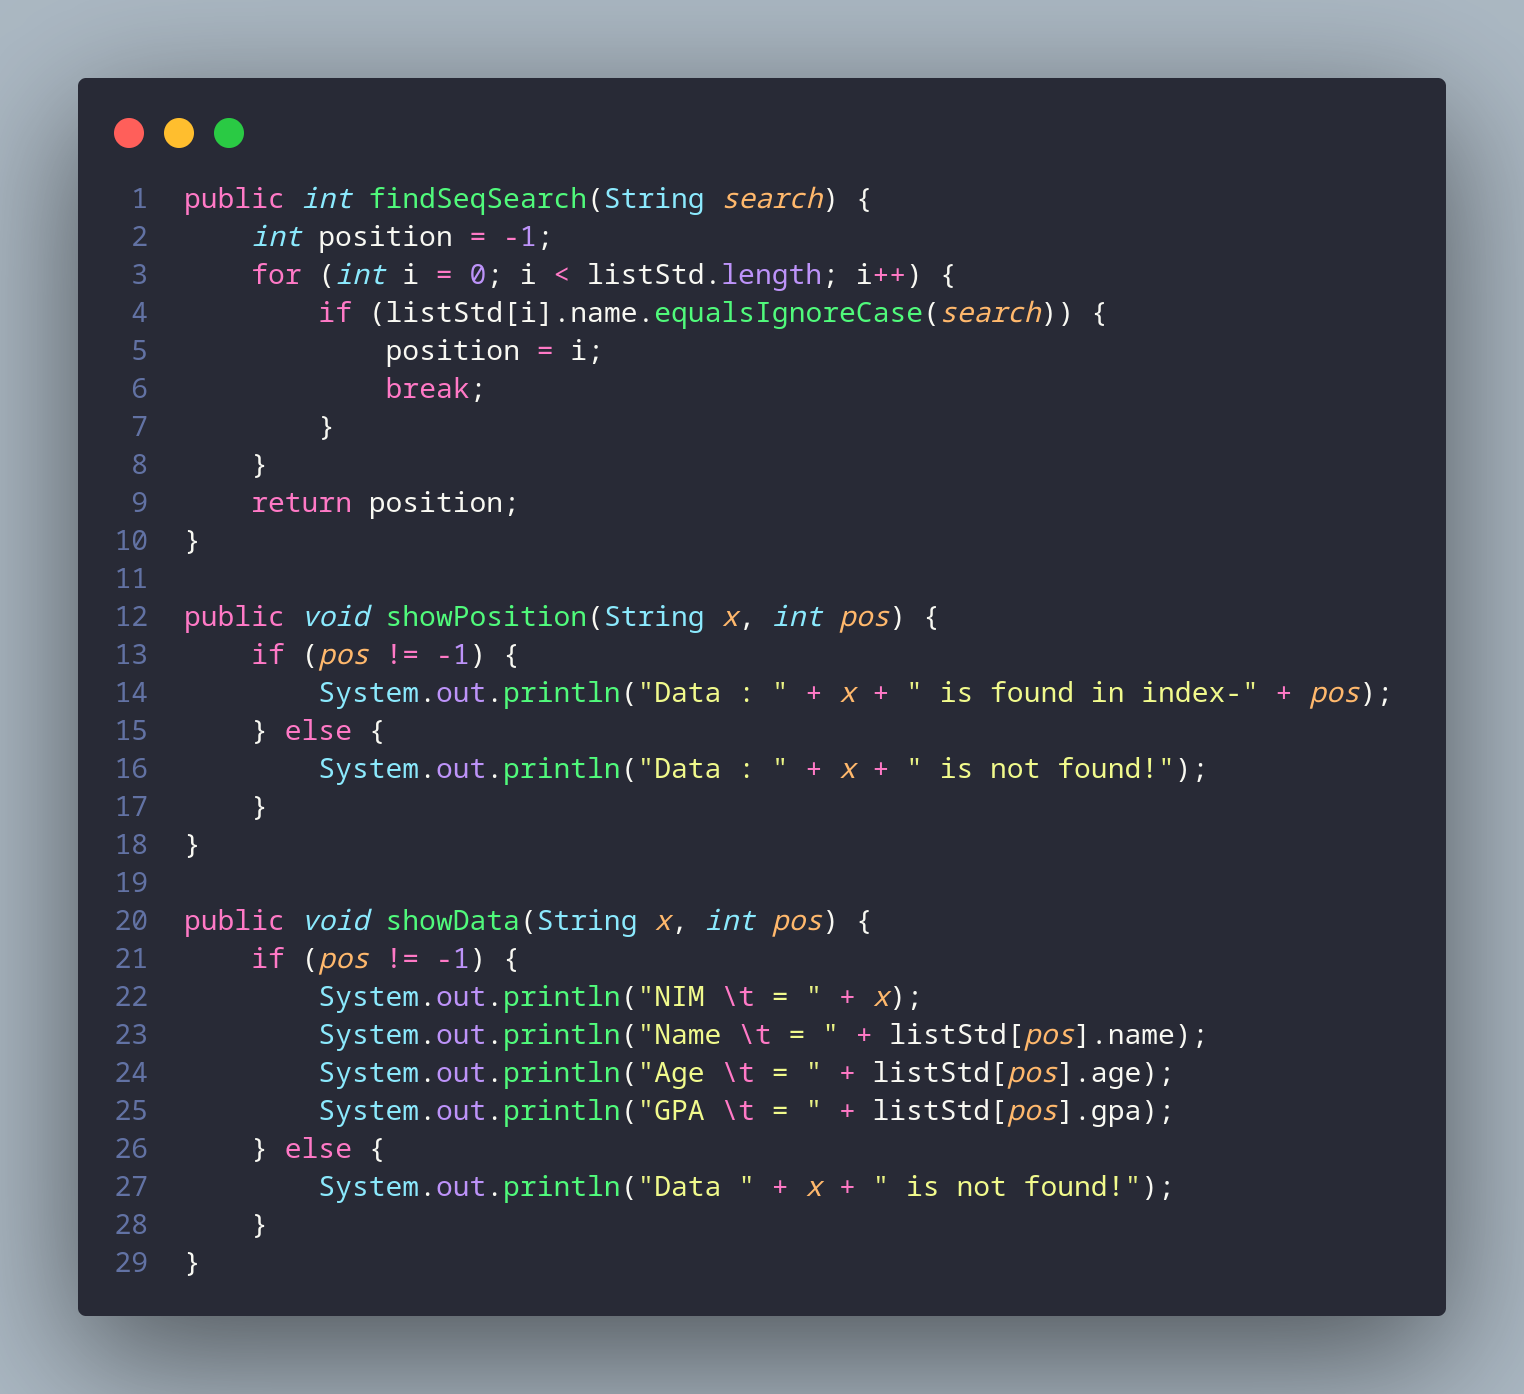 1 public int findSeqSearch(String search) {
2     int position = -1;
3     for (int i = 0; i < listStd.length; i++) {
4         if (listStd[i].name.equalsIgnoreCase(search)) {
5             position = i;
6             break;
7         }
8     }
9     return position;
10 }
11
12 public void showPosition(String x, int pos) {
13     if (pos != -1) {
14         System.out.println("Data : " + x + " is found in index-" + pos);
15     } else {
16         System.out.println("Data : " + x + " is not found!");
17     }
18 }
19
20 public void showData(String x, int pos) {
21     if (pos != -1) {
22         System.out.println("NIM \t = " + x);
23         System.out.println("Name \t = " + listStd[pos].name);
24         System.out.println("Age \t = " + listStd[pos].age);
25         System.out.println("GPA \t = " + listStd[pos].gpa);
26     } else {
27         System.out.println("Data " + x + " is not found!");
28     }
29 }